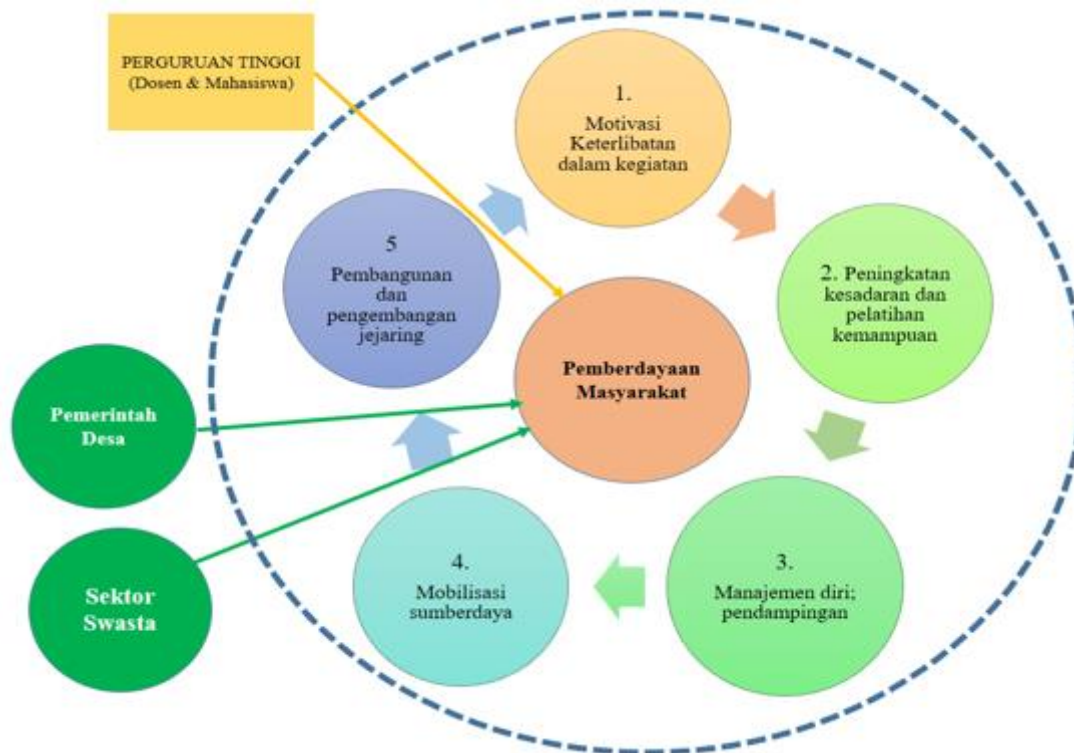 PERGURUAN TINGGI
(Dosen & Mahasiswa)
1.
Motivasi
Keterlibatan
dalam kegiatan
2. Peningkatan
kesadaran dan
pelatihan
kemampuan
3.
Manajemen diri;
pendampingan
4.
Mobilisasi
sumberdaya
5
Pembangunan
dan
pengembangan
jejaring
Pemberdayaan
Masyarakat
Pemerintah
Desa
Sektor
Swasta